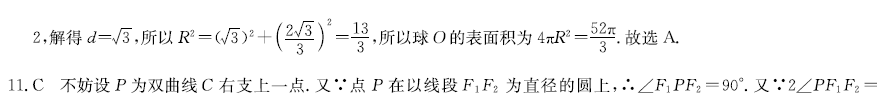 2,解得 d=√3,所以 R²=(√3)²+(2√3/3)²=13/3,所以球 O 的表面积为 4πR²=52π/3.故选 A.
11. C 不妨设 P 为双曲线 C 右支上一点.又∵点 P 在以线段 F₁F₂ 为直径的圆上,∴∠F₁PF₂=90°.又∵2∠PF₁F₂=